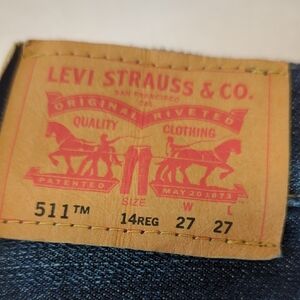 LEVI STRAUSS & CO.
SAN FRANCISCO
CAL
ORIGINAL RIVETED
QUALITY CLOTHING
PATENTED MAY 20 1873
SIZE W L
511™ 14REG 27 27